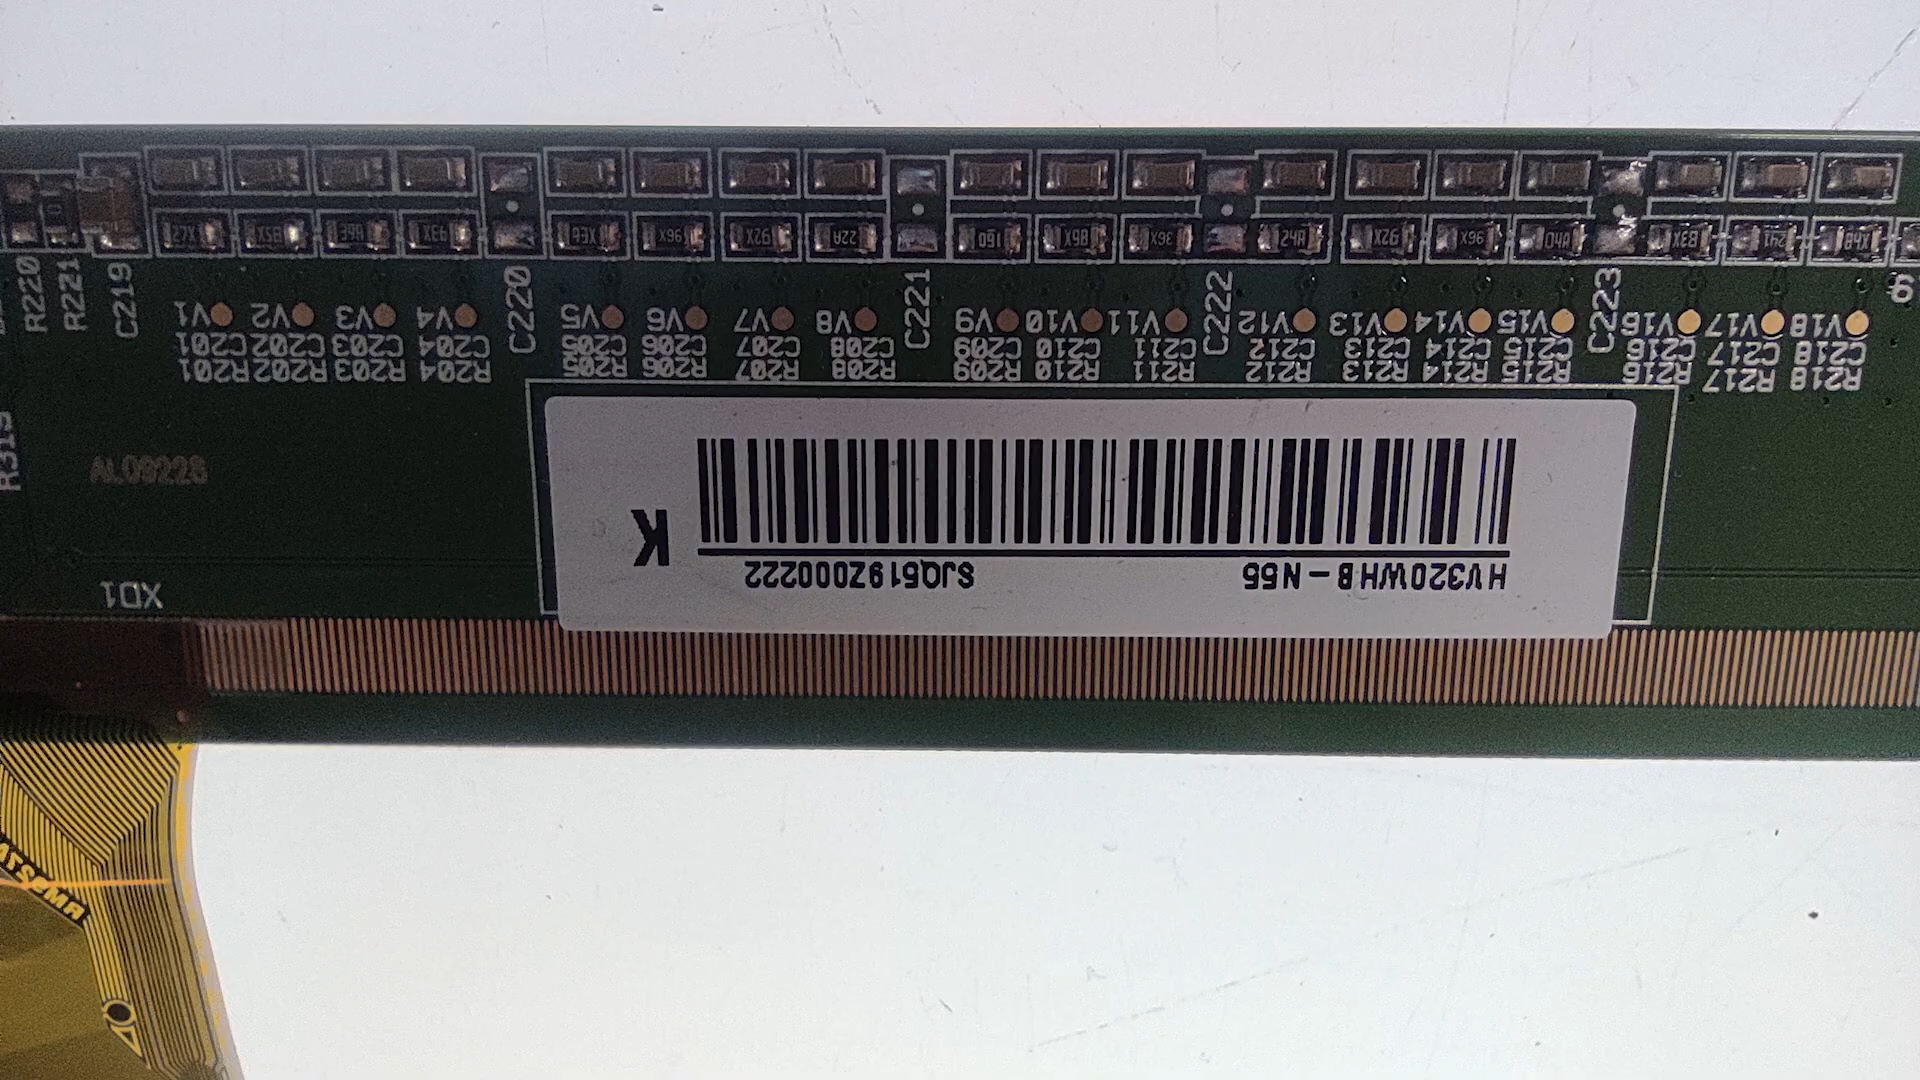 R220 R221 C219 C220 C221 C222 C223
V1 V2 V3 V4 V5 V6 V7 V8 V9 V10 V11 V12 V13 V14 V15 V16 V17 V18
C201 C202 C203 C204 C205 C206 C207 C208 C209 C210 C211 C212 C213 C214 C215 C216 C217 C218
R201 R202 R203 R204 R205 R206 R207 R208 R209 R210 R211 R212 R213 R214 R215 R216 R217 R218
AL09228
K
HV320WHB-N55 SJQ519Z000222
XD1